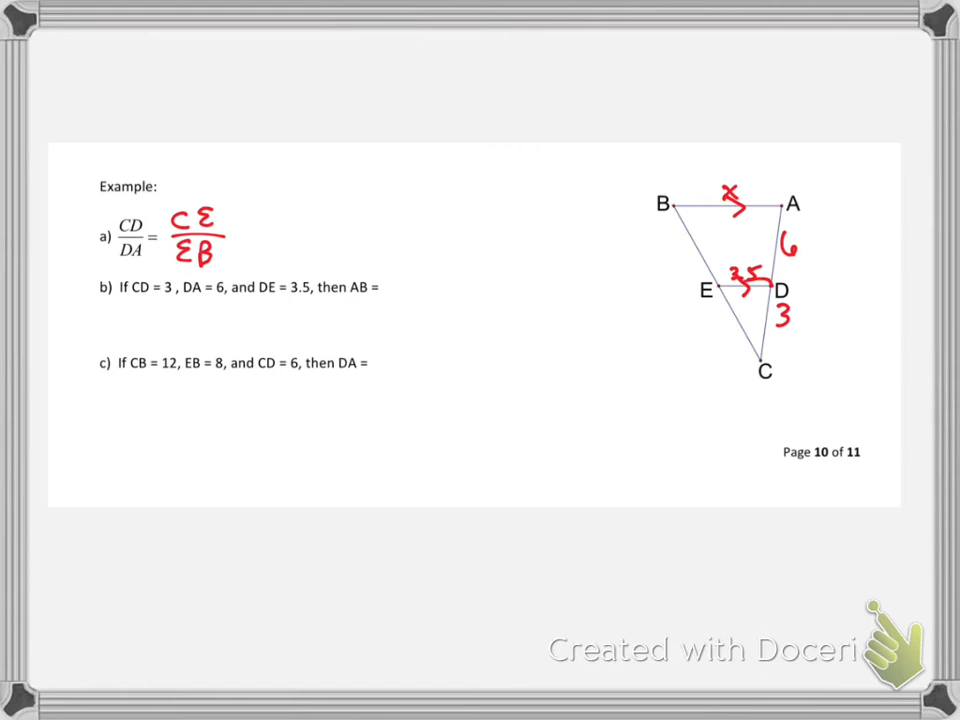 Example:
a) CD/DA = CE/EB
b) If CD = 3 , DA = 6, and DE = 3.5, then AB =
c) If CB = 12, EB = 8, and CD = 6, then DA =
B x A
6
E 3.5 D
3
C
Page 10 of 11
Created with Doceri